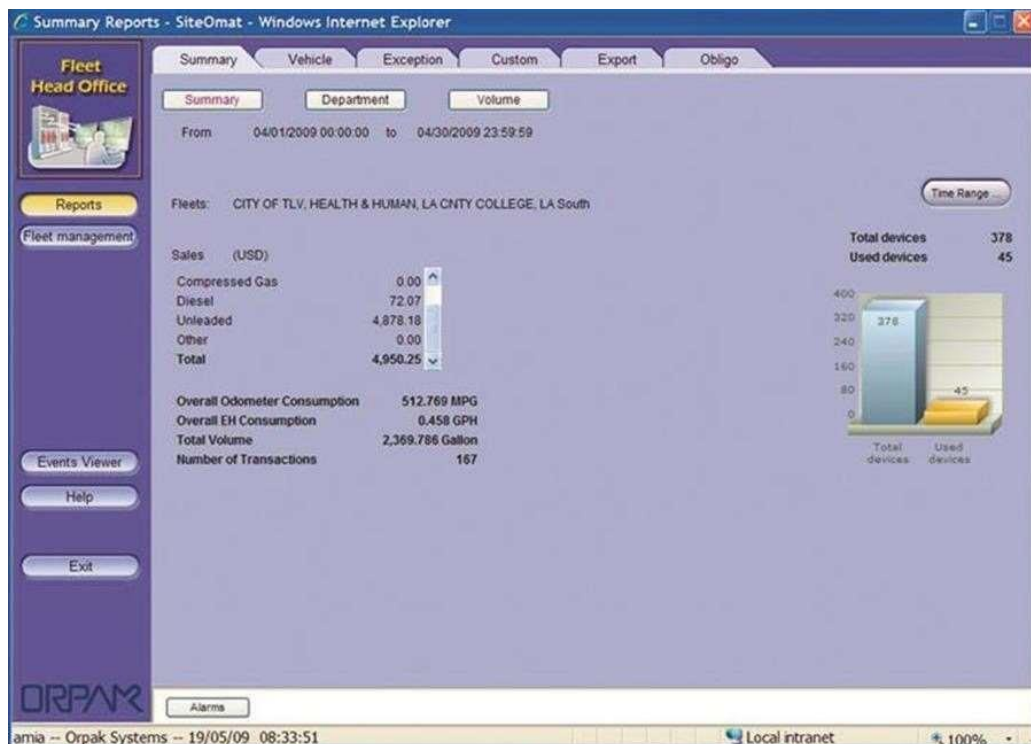 Summary Reports - SiteOmat - Windows Internet Explorer
Fleet
Head Office
Summary Vehicle Exception Custom Export Obligo
Summary Department Volume
From 04/01/2009 00:00:00 to 04/30/2009 23:59:59
Reports
Fleet management
Fleets: CITY OF TLV, HEALTH & HUMAN, LA CNTY COLLEGE, LA South
Time Range ...
Total devices 378
Used devices 45
Sales (USD)
Compressed Gas 0.00
Diesel 72.07
Unleaded 4,878.18
Other 0.00
Total 4,950.25
400
320
240
160
80
0
378
45
Total devices
Used devices
Overall Odometer Consumption 512.769 MPG
Overall EH Consumption 0.458 GPH
Total Volume 2,369.786 Gallon
Number of Transactions 167
Events Viewer
Help
Exit
ORPAK
Alarms
amia -- Orpak Systems -- 19/05/09 08:33:51
Local intranet
100%